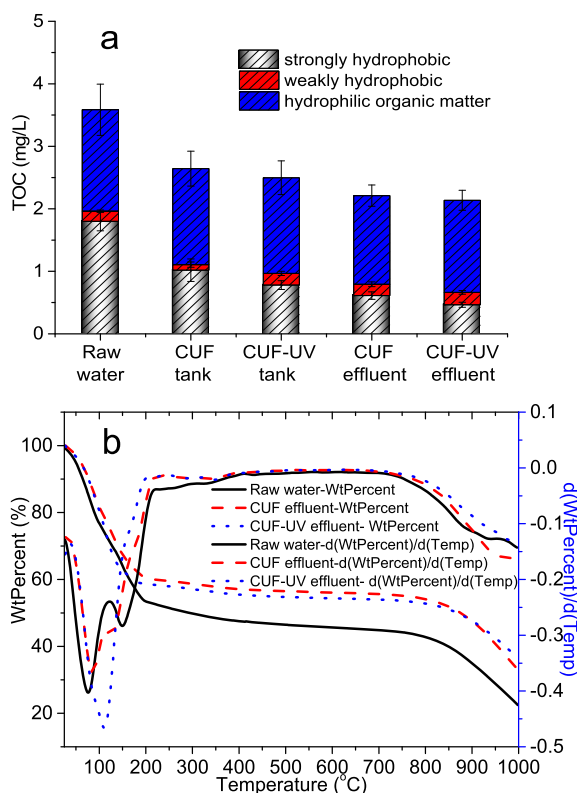 a
strongly hydrophobic
weakly hydrophobic
hydrophilic organic matter
TOC (mg/L)
5
4
3
2
1
0
Raw water
CUF tank
CUF-UV tank
CUF effluent
CUF-UV effluent
b
WtPercent (%)
100
80
60
40
20
Raw water-WtPercent
CUF effluent-WtPercent
CUF-UV effluent- WtPercent
Raw water-d(WtPercent)/d(Temp)
CUF effluent-d(WtPercent)/d(Temp)
CUF-UV effluent- d(WtPercent)/d(Temp)
0.1
0.0
-0.1
-0.2
-0.3
-0.4
-0.5
d(WtPercent)/d(Temp)
100 200 300 400 500 600 700 800 900 1000
Temperature (°C)